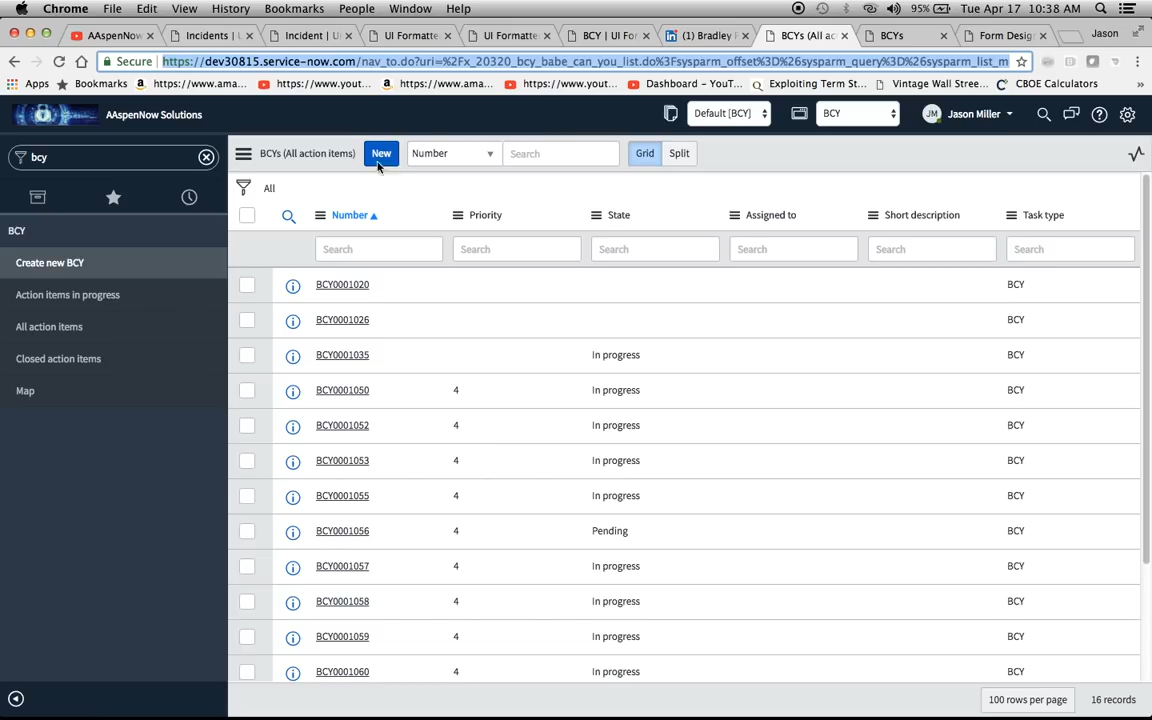 Chrome File Edit View History Bookmarks People Window Help 95% Tue Apr 17 10:38 AM
AAspenNow Incidents | U Incident | U UI Formatte UI Formatte BCY | UI Fo (1) Bradley F BCYs (All a BCYs Form Desig Jason
Secure https://dev30815.service-now.com/nav_to.do?uri=%2Fx_20320_bcy_babe_can_you_list.do%3Fsysparm_offset%3D%26sysparm_query%3D%26sysparm_list_m
Apps Bookmarks https://www.ama... https://www.yout... https://www.ama... https://www.yout... Dashboard — YouT... Exploiting Term St... Vintage Wall Street... CBOE Calculators »
AAspenNow Solutions Default [BCY] BCY JM Jason Miller
bcy BCYs (All action items) New Number Search Grid Split
All
Number Priority State Assigned to Short description Task type
BCY Search Search Search Search Search Search
Create new BCY
Action items in progress
All action items
Closed action items
Map
BCY0001020 BCY
BCY0001026 BCY
BCY0001035 In progress BCY
BCY0001050 4 In progress BCY
BCY0001052 4 In progress BCY
BCY0001053 4 In progress BCY
BCY0001055 4 In progress BCY
BCY0001056 4 Pending BCY
BCY0001057 4 In progress BCY
BCY0001058 4 In progress BCY
BCY0001059 4 In progress BCY
BCY0001060 4 In progress BCY
100 rows per page 16 records